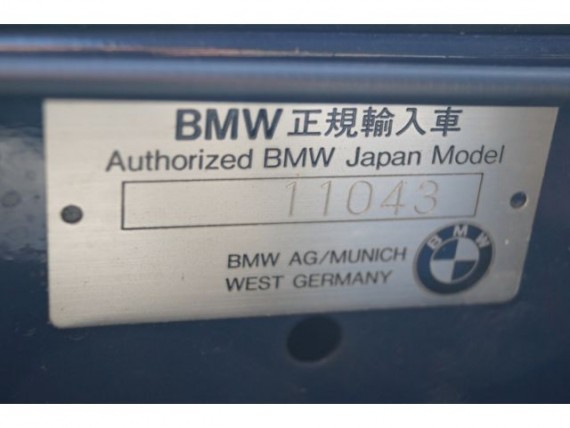 BMW正規輸入車
Authorized BMW Japan Model
11043
BMW AG/MUNICH
WEST GERMANY
BMW